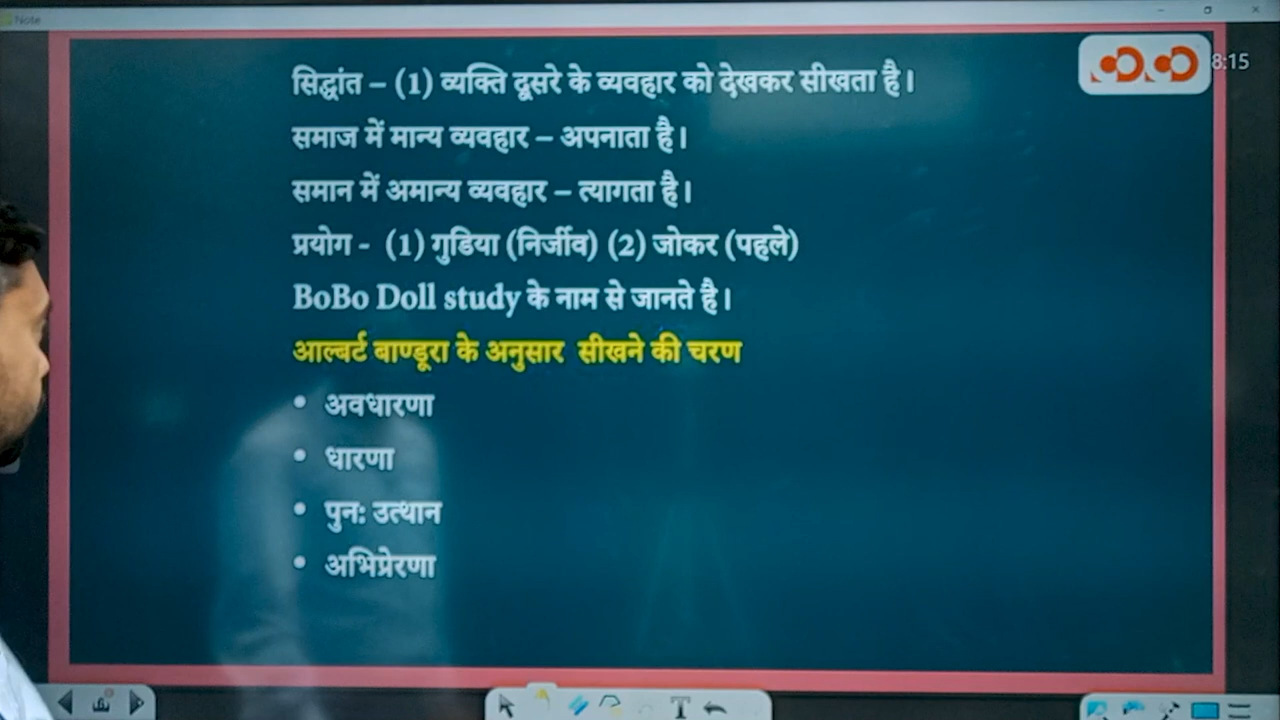 Note
8:15
सिद्धांत – (1) व्यक्ति दूसरे के व्यवहार को देखकर सीखता है।
समाज में मान्य व्यवहार – अपनाता है।
समान में अमान्य व्यवहार – त्यागता है।
प्रयोग - (1) गुडिया (निर्जीव) (2) जोकर (पहले)
BoBo Doll study के नाम से जानते है।
आल्बर्ट बाण्डूरा के अनुसार सीखने की चरण
• अवधारणा
• धारणा
• पुनः उत्थान
• अभिप्रेरणा